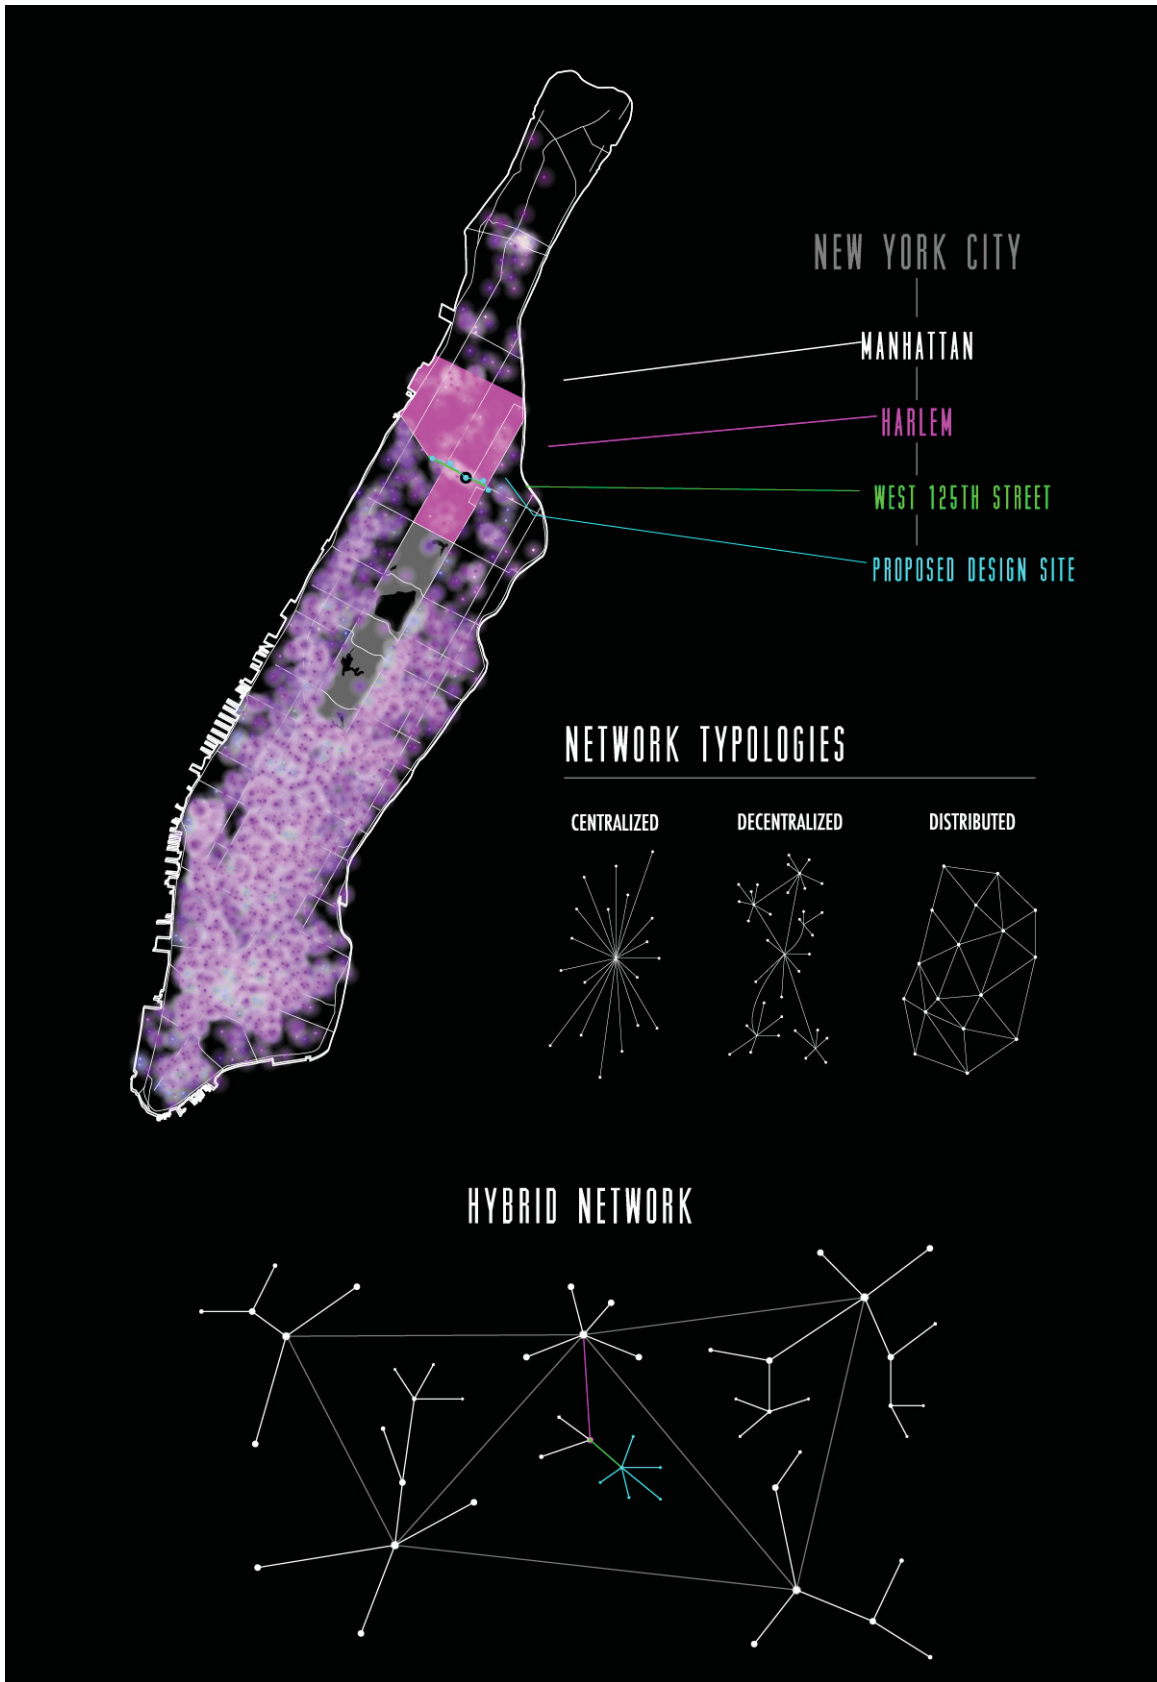 NEW YORK CITY
MANHATTAN
HARLEM
WEST 125TH STREET
PROPOSED DESIGN SITE
NETWORK TYPOLOGIES
CENTRALIZED
DECENTRALIZED
DISTRIBUTED
HYBRID NETWORK